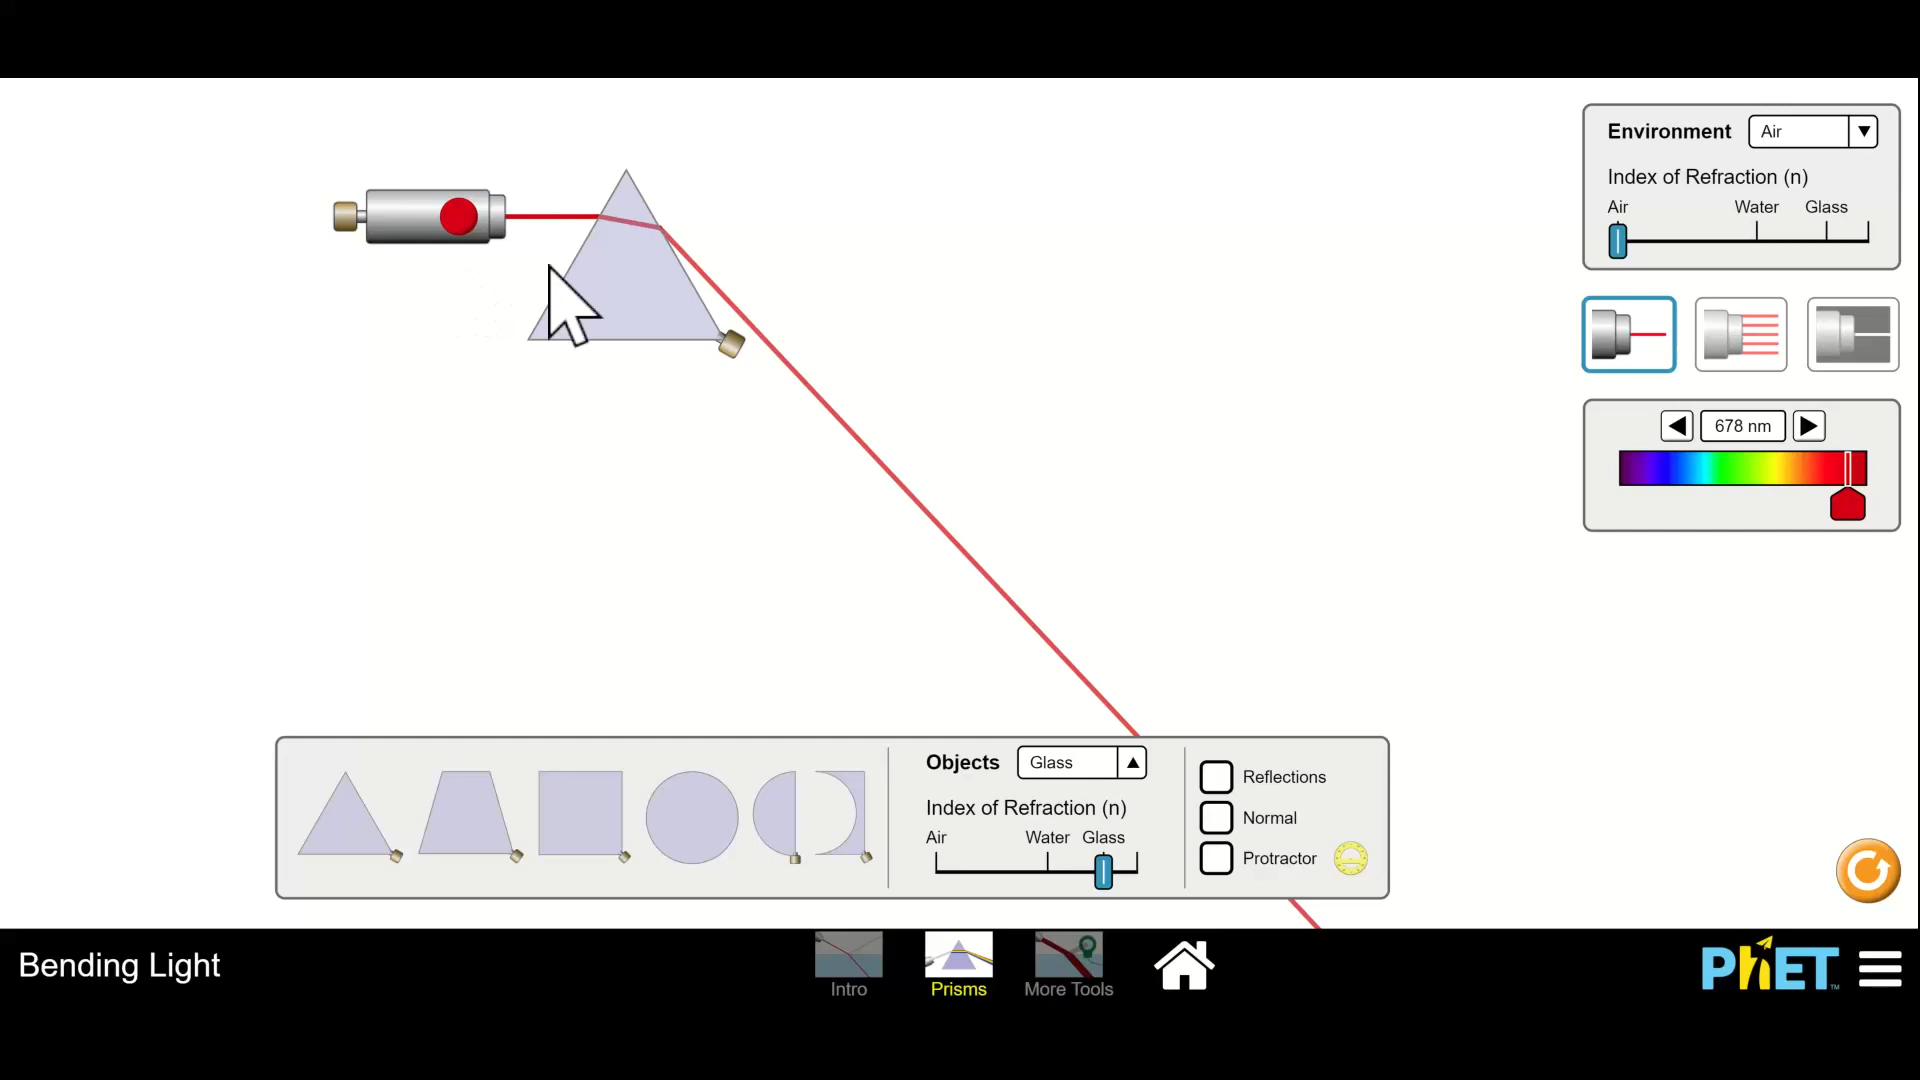 Environment Air
Index of Refraction (n)
Air Water Glass
678 nm
Objects Glass
Index of Refraction (n)
Air Water Glass
Reflections
Normal
Protractor
Bending Light
Intro Prisms More Tools
PhET™